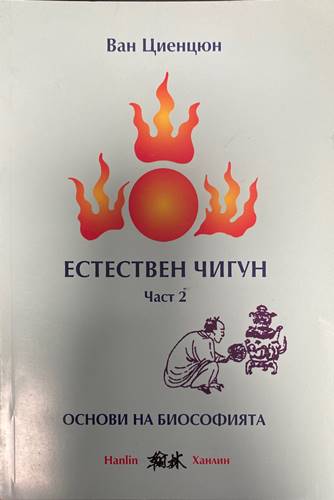 Ван Циенцюн
ЕСТЕСТВЕН ЧИГУН
Част 2
ОСНОВИ НА БИОСОФИЯТА
Hanlin 翰林 Ханлин